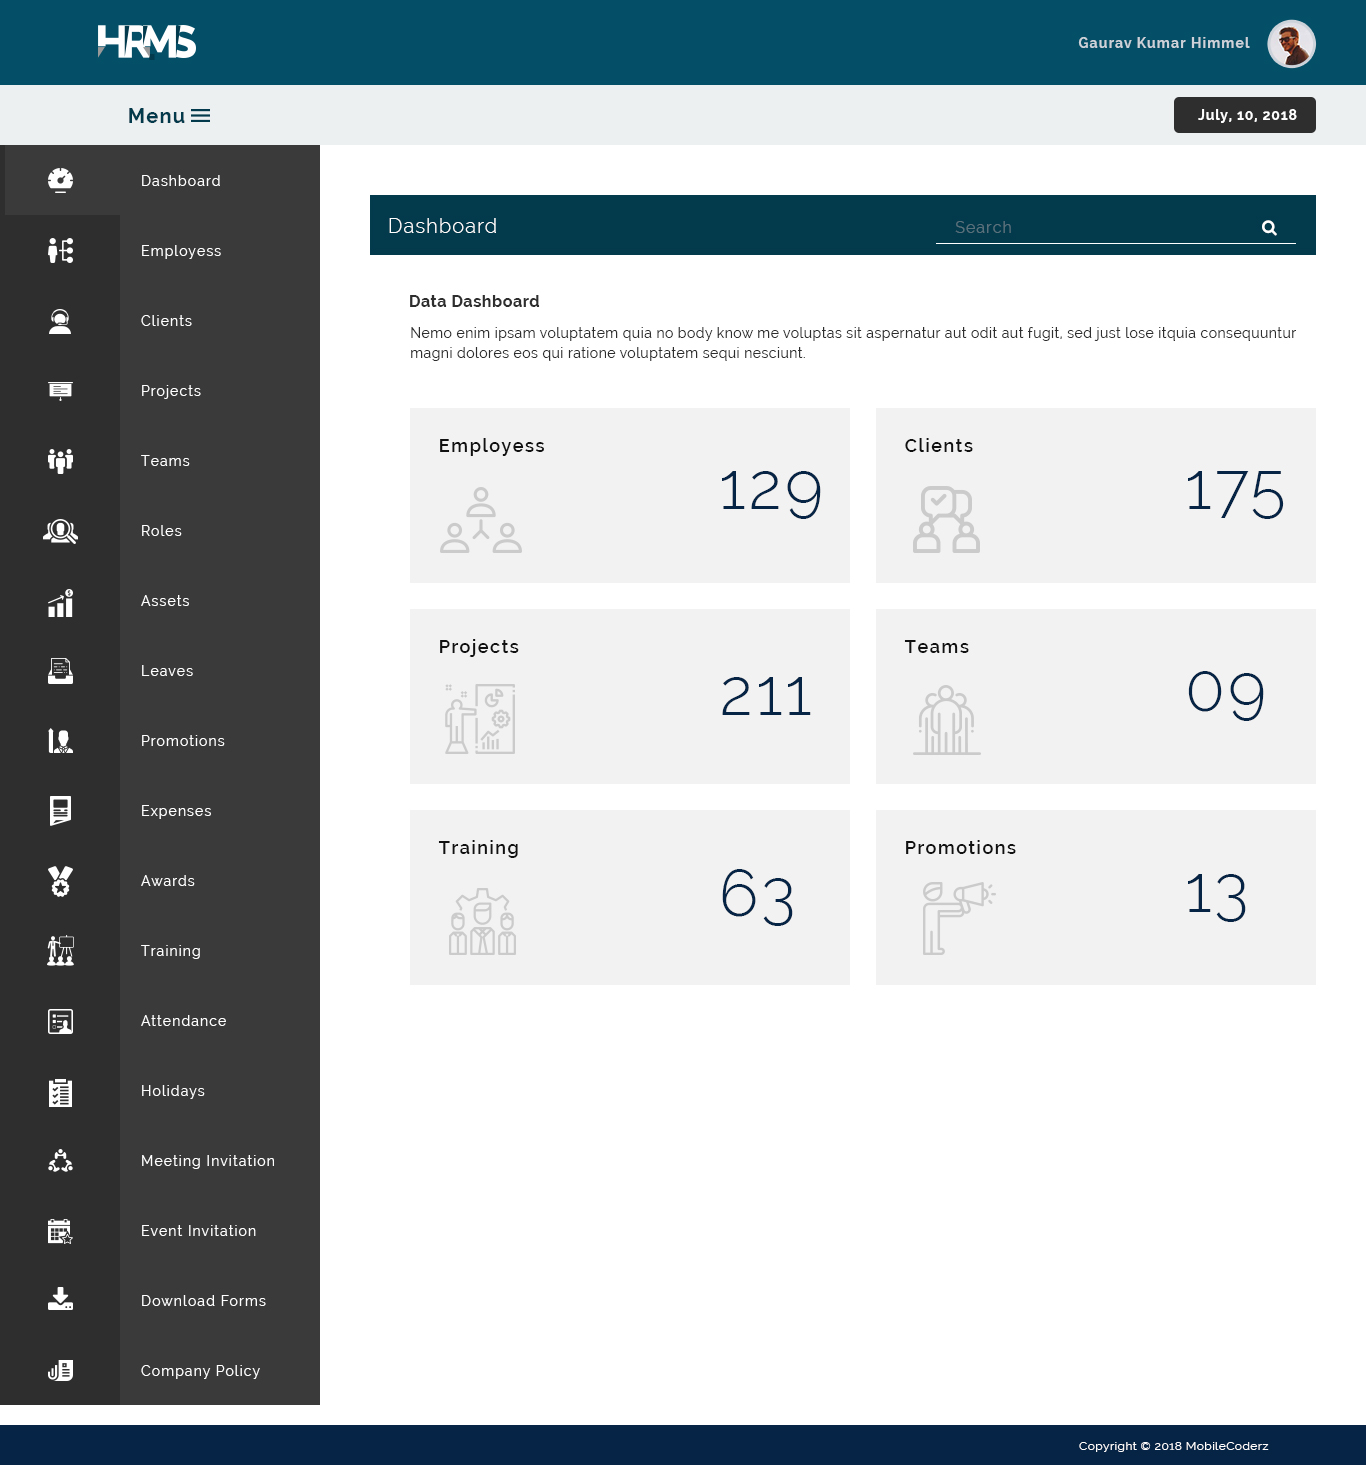 HRMS
Gaurav Kumar Himmel
Menu
July, 10, 2018
Dashboard
Employess
Clients
Projects
Teams
Roles
Assets
Leaves
Promotions
Expenses
Awards
Training
Attendance
Holidays
Meeting Invitation
Event Invitation
Download Forms
Company Policy
Dashboard
Search
Data Dashboard
Nemo enim ipsam voluptatem quia no body know me voluptas sit aspernatur aut odit aut fugit, sed just lose itquia consequuntur
magni dolores eos qui ratione voluptatem sequi nesciunt.
Employess
129
Clients
175
Projects
211
Teams
09
Training
63
Promotions
13
Copyright © 2018 MobileCoderz